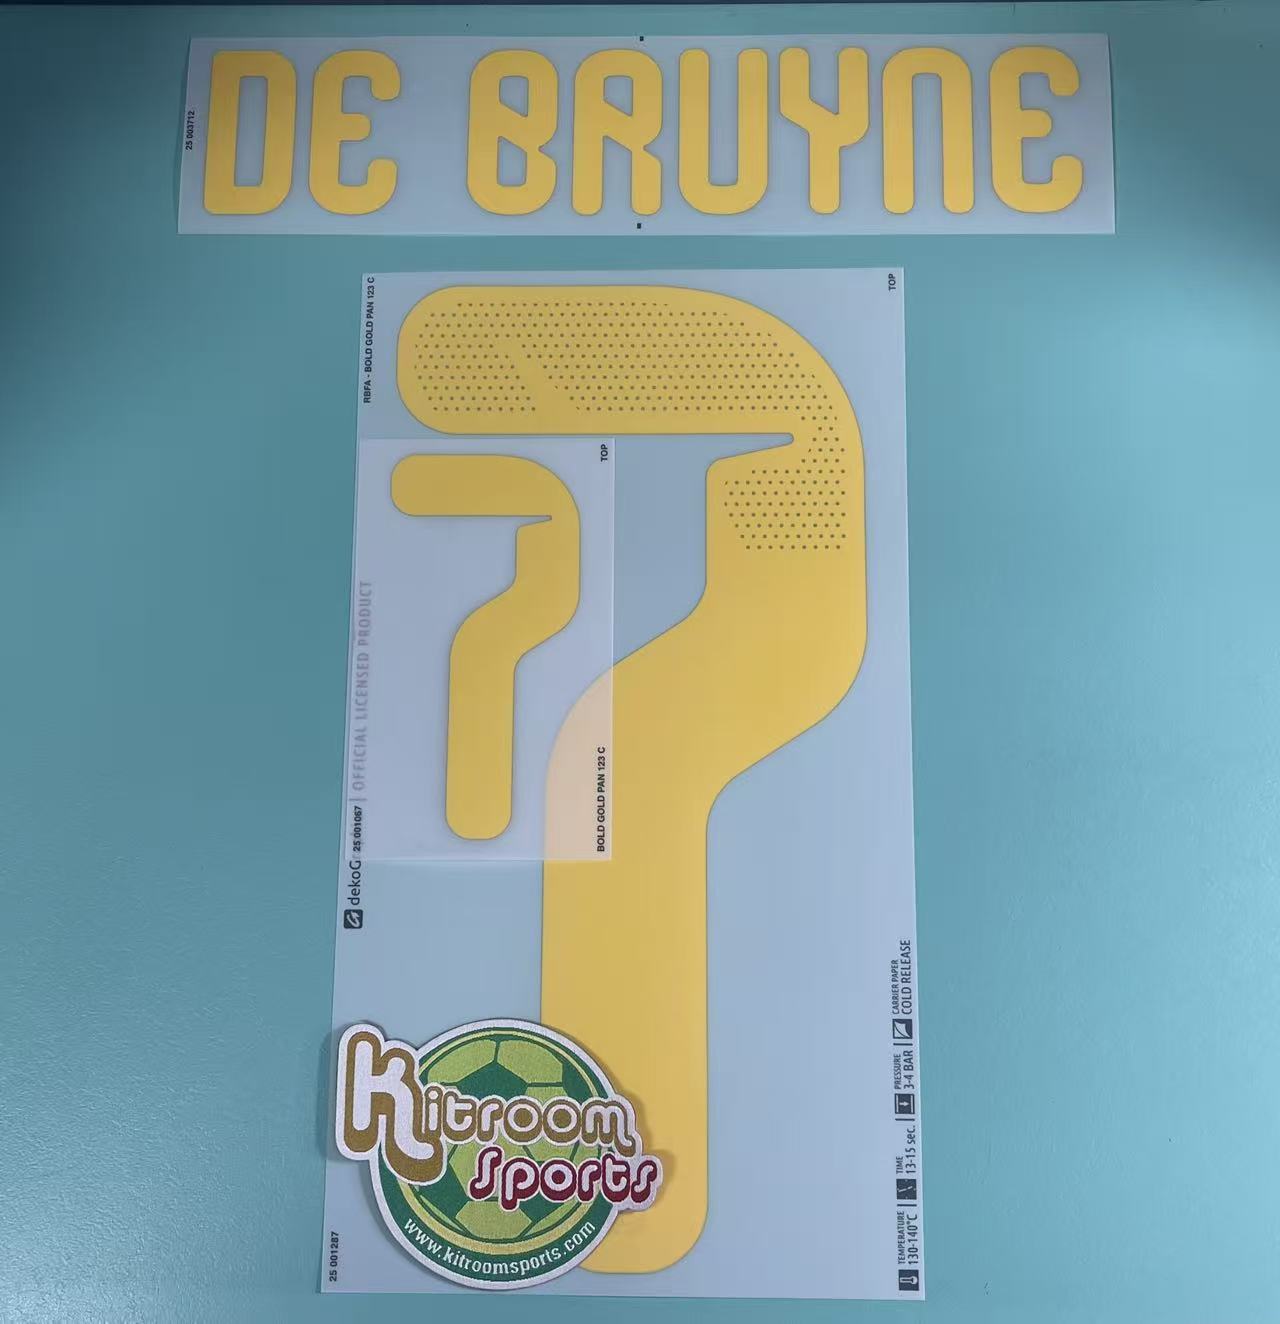 25 003712
DE BRUYNE
RBFA - BOLD GOLD PAN 123 C
TOP
7
TOP
7
OFFICIAL LICENSED PRODUCT
25 001067
dekoG
BOLD GOLD PAN 123 C
CARRIER PAPER
COLD RELEASE
PRESSURE
3-4 BAR
TIME
13-15 sec.
TEMPERATURE
130-140°C
Kitroom
Sports
www.kitroomsports.com
25 001287